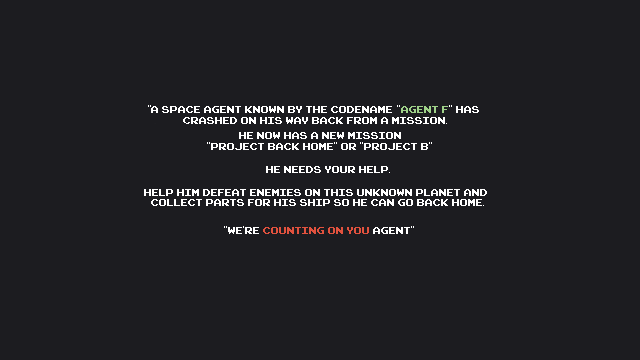 "A SPACE AGENT KNOWN BY THE CODENAME "AGENT F" HAS
CRASHED ON HIS WAY BACK FROM A MISSION.
HE NOW HAS A NEW MISSION
"PROJECT BACK HOME" OR "PROJECT B"
HE NEEDS YOUR HELP.
HELP HIM DEFEAT ENEMIES ON THIS UNKNOWN PLANET AND
COLLECT PARTS FOR HIS SHIP SO HE CAN GO BACK HOME.
"WE'RE COUNTING ON YOU AGENT"